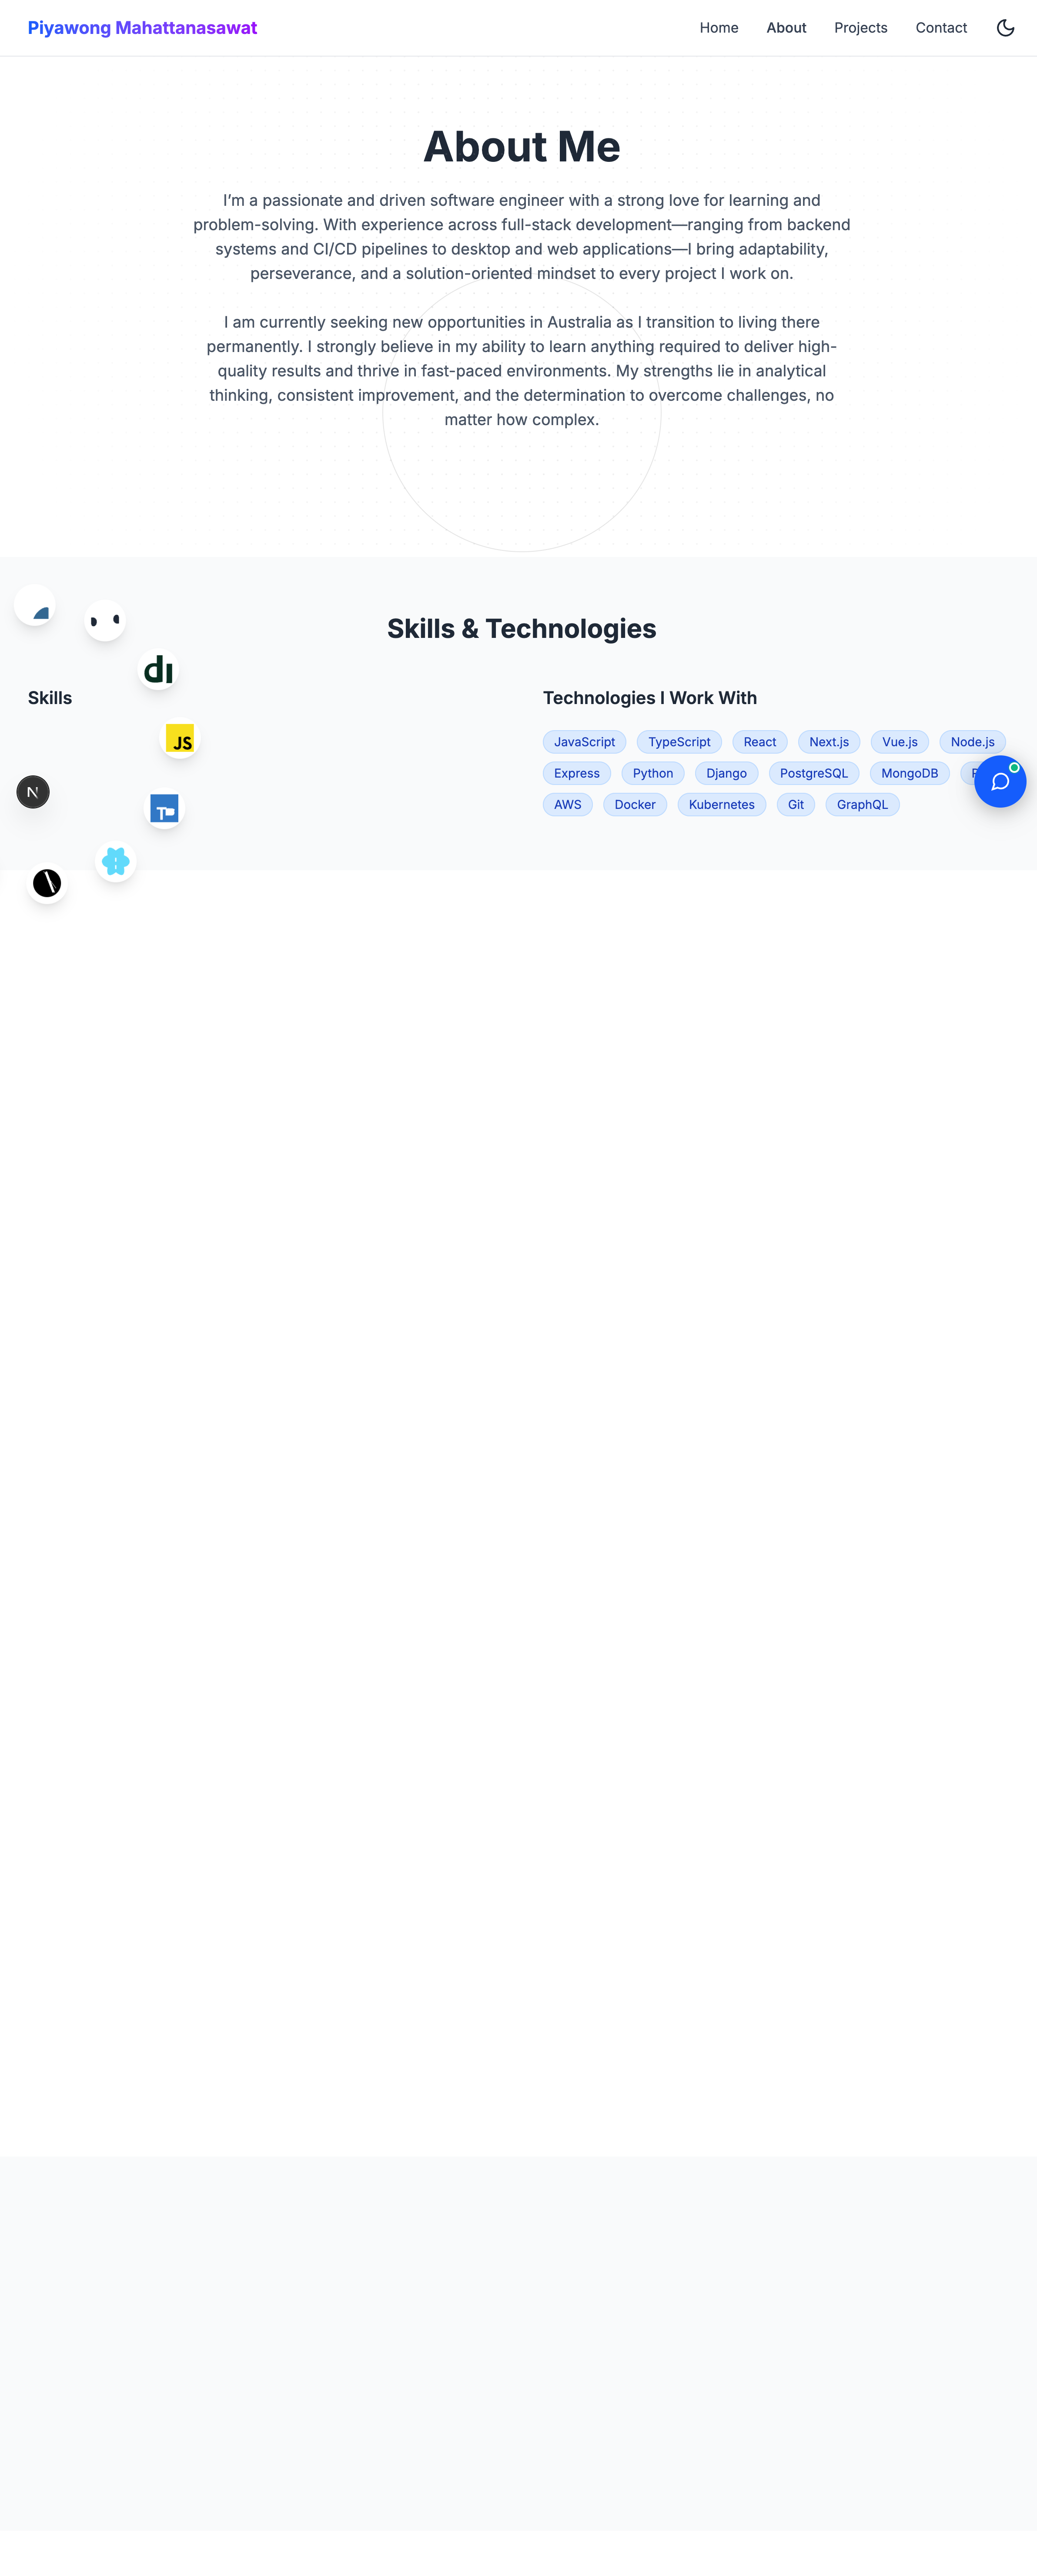 Piyawong Mahattanasawat
Home
About
Projects
Contact
About Me
I'm a passionate and driven software engineer with a strong love for learning and
problem-solving. With experience across full-stack development—ranging from backend
systems and CI/CD pipelines to desktop and web applications—I bring adaptability,
perseverance, and a solution-oriented mindset to every project I work on.
I am currently seeking new opportunities in Australia as I transition to living there
permanently. I strongly believe in my ability to learn anything required to deliver high-
quality results and thrive in fast-paced environments. My strengths lie in analytical
thinking, consistent improvement, and the determination to overcome challenges, no
matter how complex.
Skills & Technologies
Skills
dj
JS
N
Technologies I Work With
JavaScript
TypeScript
React
Next.js
Vue.js
Node.js
Express
Python
Django
PostgreSQL
MongoDB
AWS
Docker
Kubernetes
Git
GraphQL